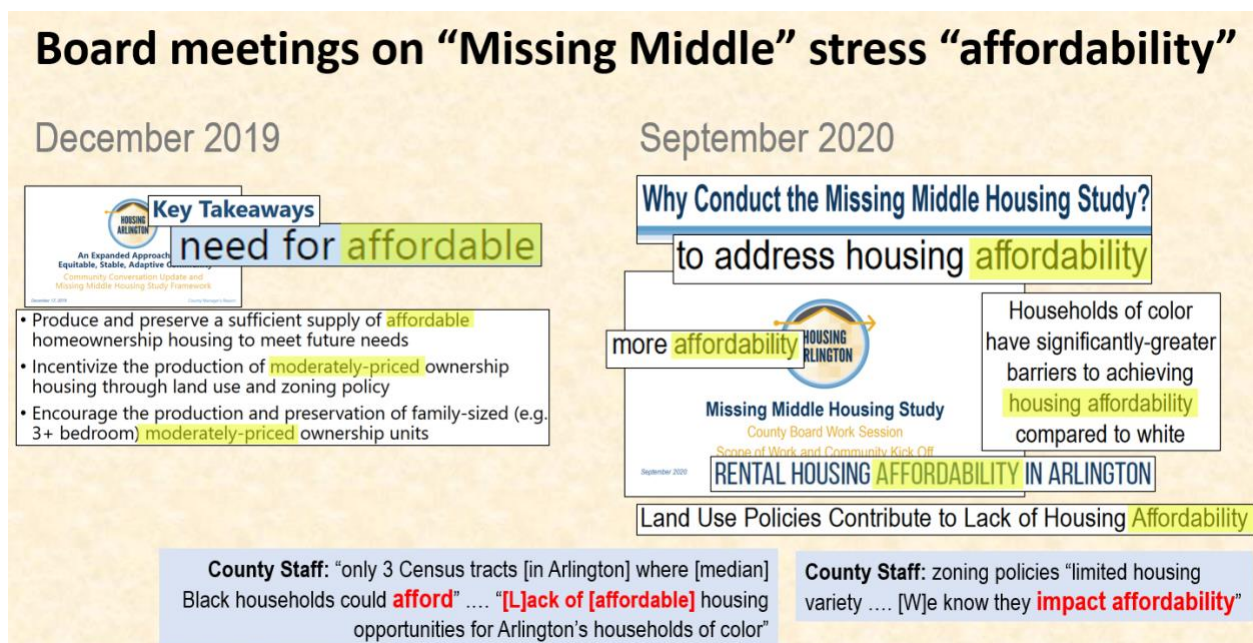 Board meetings on “Missing Middle” stress “affordability”
December 2019
HOUSING
ARLINGTON
Key Takeaways
need for affordable
An Expanded Approach
Equitable, Stable, Adaptive
Community Conversation Update and
Missing Middle Housing Study Framework
December 17, 2019
County Manager's Report
• Produce and preserve a sufficient supply of affordable
homeownership housing to meet future needs
• Incentivize the production of moderately-priced ownership
housing through land use and zoning policy
• Encourage the production and preservation of family-sized (e.g.
3+ bedroom) moderately-priced ownership units
September 2020
Why Conduct the Missing Middle Housing Study?
to address housing affordability
more affordability
HOUSING
RLINGTON
Households of color
have significantly-greater
barriers to achieving
housing affordability
compared to white
Missing Middle Housing Study
County Board Work Session
Scope of Work and Community Kick Off
September 2020
RENTAL HOUSING AFFORDABILITY IN ARLINGTON
Land Use Policies Contribute to Lack of Housing Affordability
County Staff: “only 3 Census tracts [in Arlington] where [median]
Black households could afford” .... “[L]ack of [affordable] housing
opportunities for Arlington’s households of color”
County Staff: zoning policies “limited housing
variety .... [W]e know they impact affordability”